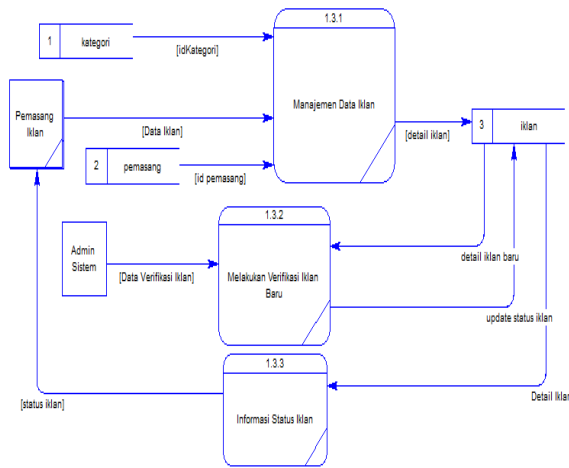 1.3.1
1 kategori
[idKategori]
Manajemen Data Iklan
Pemasang
Iklan
[Data Iklan]
[detail iklan]
3 iklan
2 pemasang
[id pemasang]
1.3.2
Admin
Sistem
[Data Verifikasi Iklan]
Melakukan Verifikasi Iklan
Baru
detail iklan baru
update status iklan
1.3.3
[status iklan]
Informasi Status Iklan
Detail Iklan